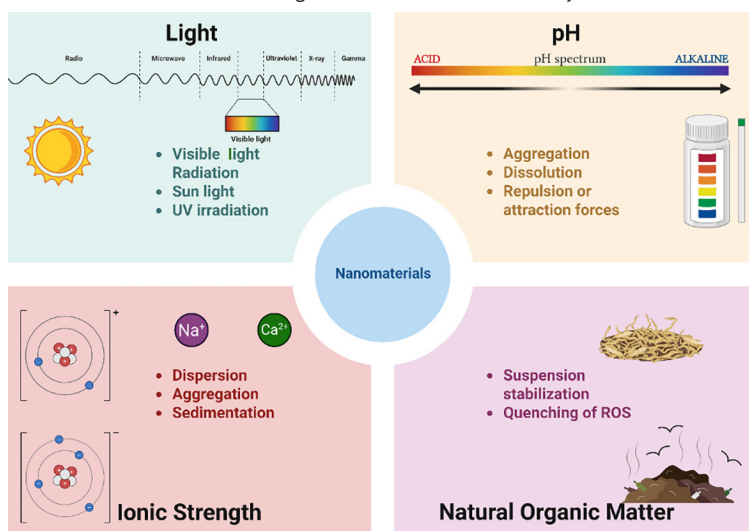 Light
Radio
Microwave
Infrared
Ultraviolet
X-ray
Gamma
Visible light
• Visible light
Radiation
• Sun light
• UV irradiation
pH
ACID
pH spectrum
ALKALINE
• Aggregation
• Dissolution
• Repulsion or
attraction forces
Nanomaterials
+
Na⁺
Ca²⁺
• Dispersion
• Aggregation
• Sedimentation
−
Ionic Strength
• Suspension
stabilization
• Quenching of ROS
Natural Organic Matter